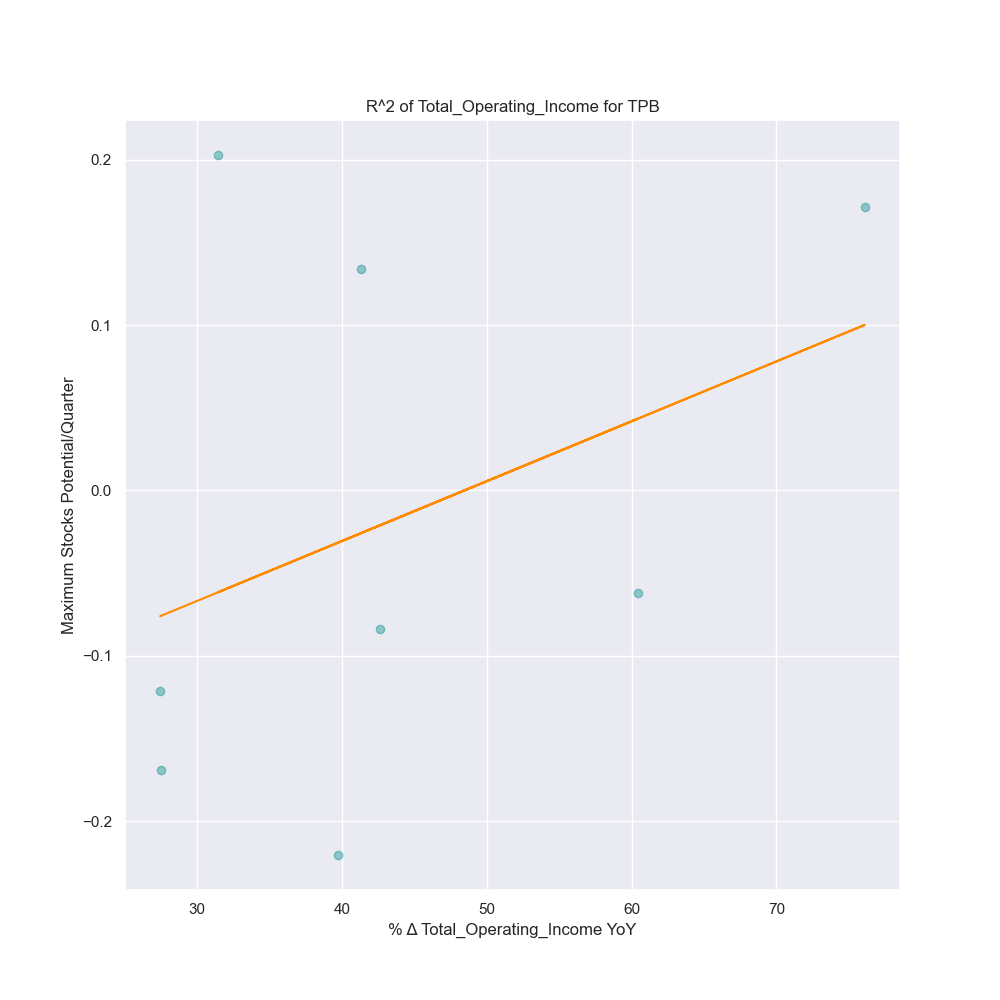 R^2 of Total_Operating_Income for TPB
Maximum Stocks Potential/Quarter
0.2
0.1
0.0
−0.1
−0.2
30 40 50 60 70
% Δ Total_Operating_Income YoY